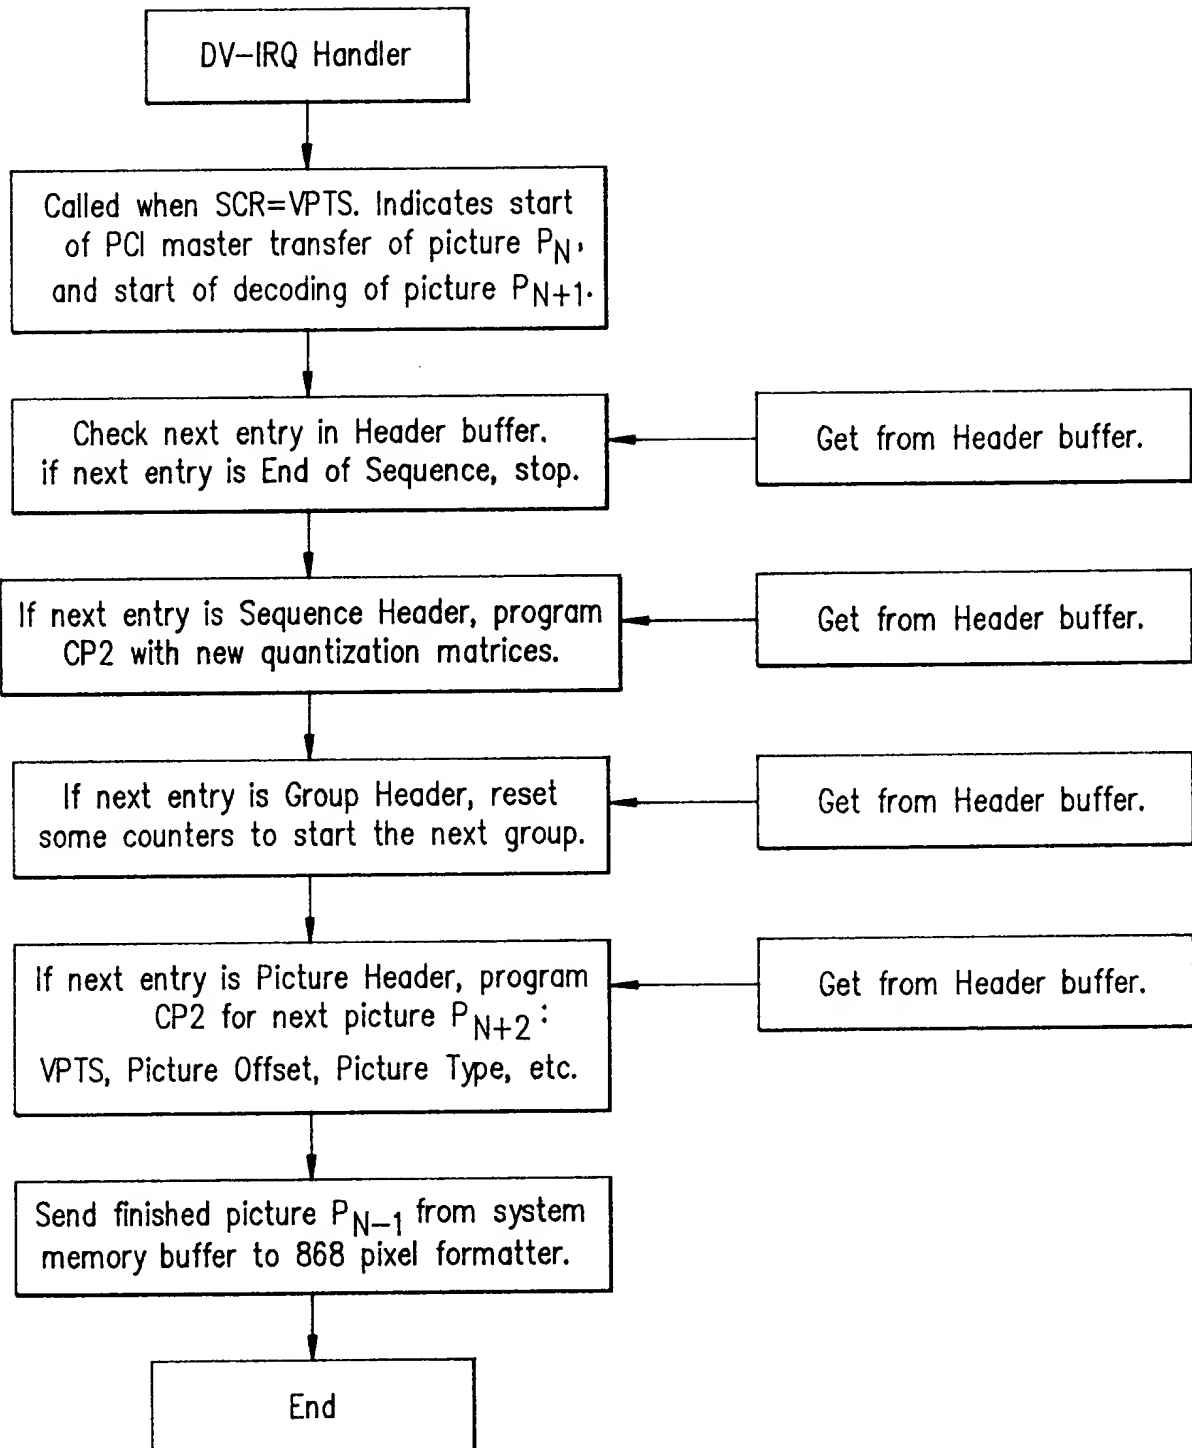 DV-IRQ Handler
Called when SCR=VPTS. Indicates start
of PCI master transfer of picture P_N,
and start of decoding of picture P_N+1.
Check next entry in Header buffer.
if next entry is End of Sequence, stop.
Get from Header buffer.
If next entry is Sequence Header, program
CP2 with new quantization matrices.
Get from Header buffer.
If next entry is Group Header, reset
some counters to start the next group.
Get from Header buffer.
If next entry is Picture Header, program
CP2 for next picture P_N+2:
VPTS, Picture Offset, Picture Type, etc.
Get from Header buffer.
Send finished picture P_N-1 from system
memory buffer to 868 pixel formatter.
End